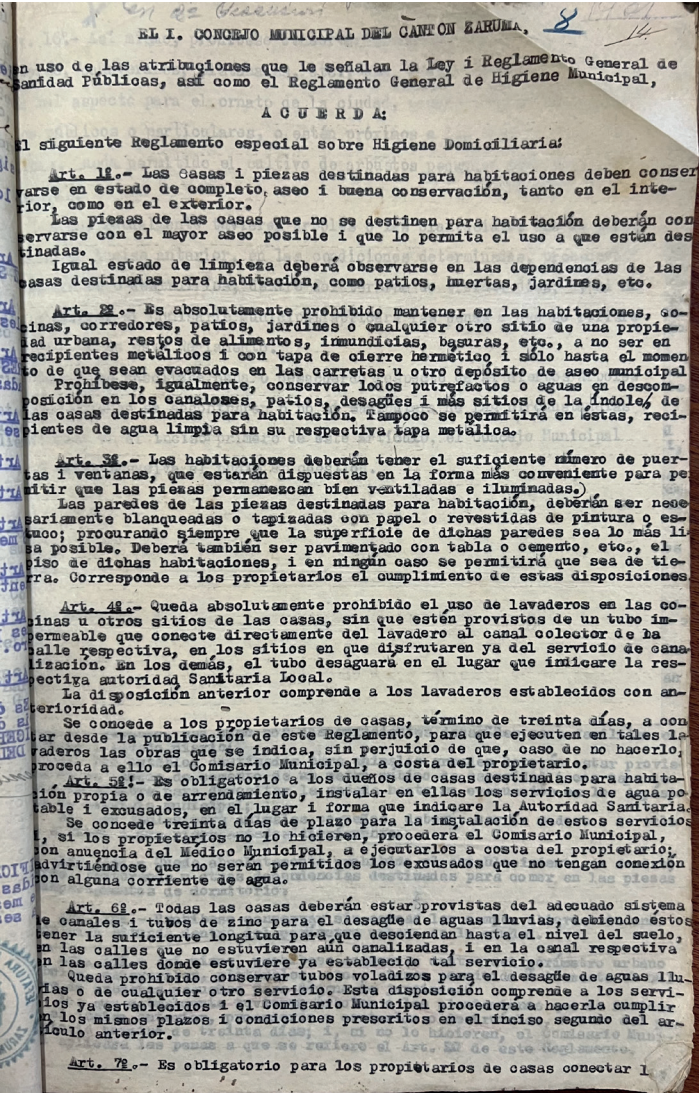 en 2a
8
14
EL I. CONCEJO MUNICIPAL DEL CANTON ZARUMA,
en uso de las atribuciones que le señalan la Ley i Reglamento General de
Sanidad Públicas, así como el Reglamento General de Higiene Municipal,
A C U E R D A:
El siguiente Reglamento especial sobre Higiene Domiciliaria:
Art. 1º.- Las casas i piezas destinadas para habitaciones deben conser
varse en estado de completo aseo i buena conservación, tanto en el inte-
rior, como en el exterior.
Las piezas de las casas que no se destinen para habitación deberán con
servarse con el mayor aseo posible i que lo permita el uso a que están des
tinadas.
Igual estado de limpieza deberá observarse en las dependencias de las
casas destinadas para habitación, como patios, huertas, jardines, etc.
Art. 2º.- Es absolutamente prohibido mantener en las habitaciones, co-
cinas, corredores, patios, jardines o cualquier otro sitio de una propie-
dad urbana, restos de alimentos, inmundicias, basuras, etc., a no ser en
recipientes metálicos i con tapa de cierre hermético i sólo hasta el momen
to de que sean evacuados en las carretas u otro depósito de aseo municipal
Prohíbese, igualmente, conservar lodos putrefactos o aguas en descom-
posición en los canalones, patios, desagües i más sitios de la índole, de
las casas destinadas para habitación. Tampoco se permitirá en éstas, reci-
pientes de agua limpia sin su respectiva tapa metálica.
Art. 3º.- Las habitaciones deberán tener el suficiente número de puer-
tas i ventanas, que estarán dispuestas en la forma más conveniente para pe
mitir que las piezas permanezcan bien ventiladas e iluminadas.)
Las paredes de las piezas destinadas para habitación, deberán ser nece
sariamente blanqueadas o tapizadas con papel o revestidas de pintura o es-
tuco; procurando siempre que la superficie de dichas paredes sea lo más li
sa posible. Deberá también ser pavimentado con tabla o cemento, etc., el
piso de dichas habitaciones, i en ningún caso se permitirá que sea de tie-
rra. Corresponde a los propietarios el cumplimiento de estas disposiciones.
Art. 4º.- Queda absolutamente prohibido el uso de lavaderos en las co-
cinas u otros sitios de las casas, sin que estén provistos de un tubo im-
permeable que conecte directamente del lavadero al canal colector de la
calle respectiva, en los sitios en que disfrutaren ya del servicio de cana
lización. En los demás, el tubo desaguará en el lugar que indicare la res-
pectiva autoridad Sanitaria Local.
La disposición anterior comprende a los lavaderos establecidos con an-
terioridad.
Se concede a los propietarios de casas, término de treinta días, a con
tar desde la publicación de este Reglamento, para que ejecuten en tales la-
vaderos las obras que se indica, sin perjuicio de que, caso de no hacerlo,
proceda a ello el Comisario Municipal, a costa del propietario.
Art. 5º.- Es obligatorio a los dueños de casas destinadas para habita-
ción propia o de arrendamiento, instalar en ellas los servicios de agua po
table i excusados, en el lugar i forma que indicare la Autoridad Sanitaria.
Se concede treinta días de plazo para la instalación de estos servicios
i, si los propietarios no lo hicieren, procederá el Comisario Municipal,
con anuencia del Médico Municipal, a ejecutarlos a costa del propietario;
advirtiéndose que no serán permitidos los excusados que no tengan conexión
con alguna corriente de agua.
Art. 6º.- Todas las casas deberán estar provistas del adecuado sistema
de canales i tubos de zinc para el desagüe de aguas lluvias, debiendo éstos
tener la suficiente longitud para que desciendan hasta el nivel del suelo,
en las calles que no estuvieren aún canalizadas, i en la canal respectiva
en las calles donde estuviere ya establecido tal servicio.
Queda prohibido conservar tubos voladizos para el desagüe de aguas llu-
vias o de cualquier otro servicio. Esta disposición comprende a los servi-
cios ya establecidos i el Comisario Municipal procederá a hacerla cumplir
en los mismos plazos i condiciones prescritos en el inciso segundo del ar-
tículo anterior.
Art. 7º.- Es obligatorio para los propietarios de casas conectar l